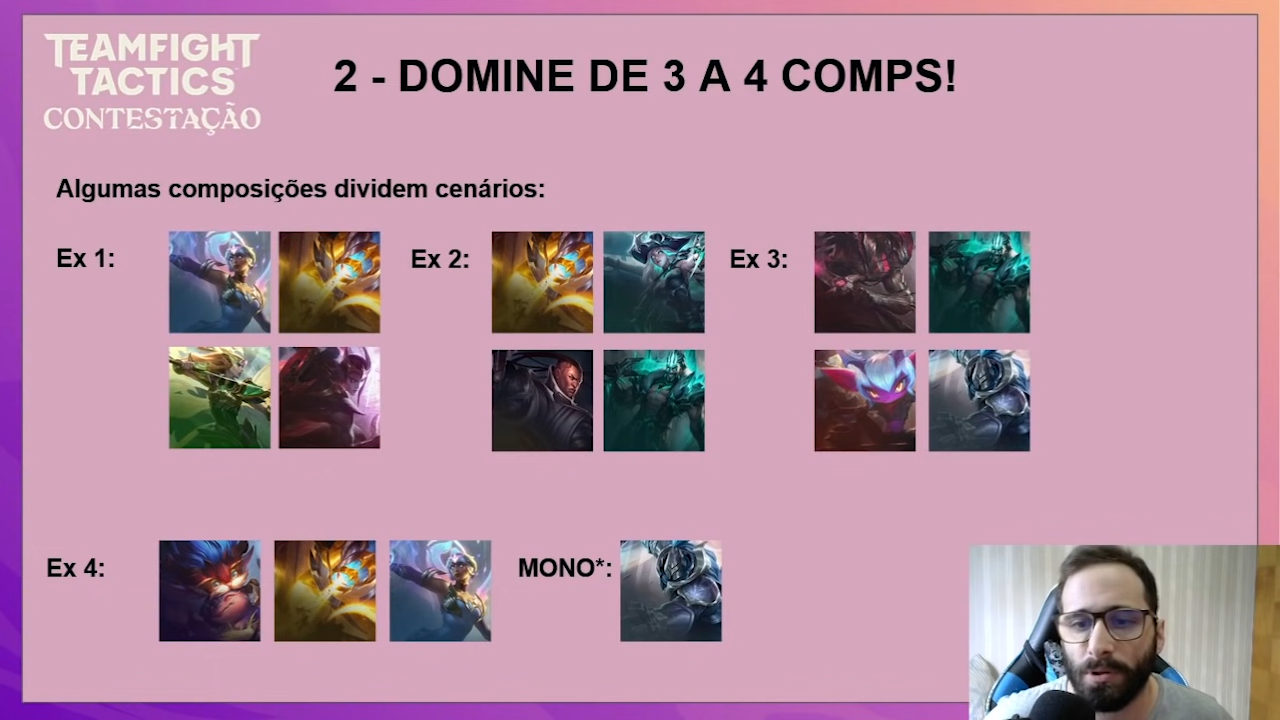 TEAMFIGHT
TACTICS
CONTESTAÇÃO
2 - DOMINE DE 3 A 4 COMPS!
Algumas composições dividem cenários:
Ex 1:
Ex 2:
Ex 3:
Ex 4:
MONO*: